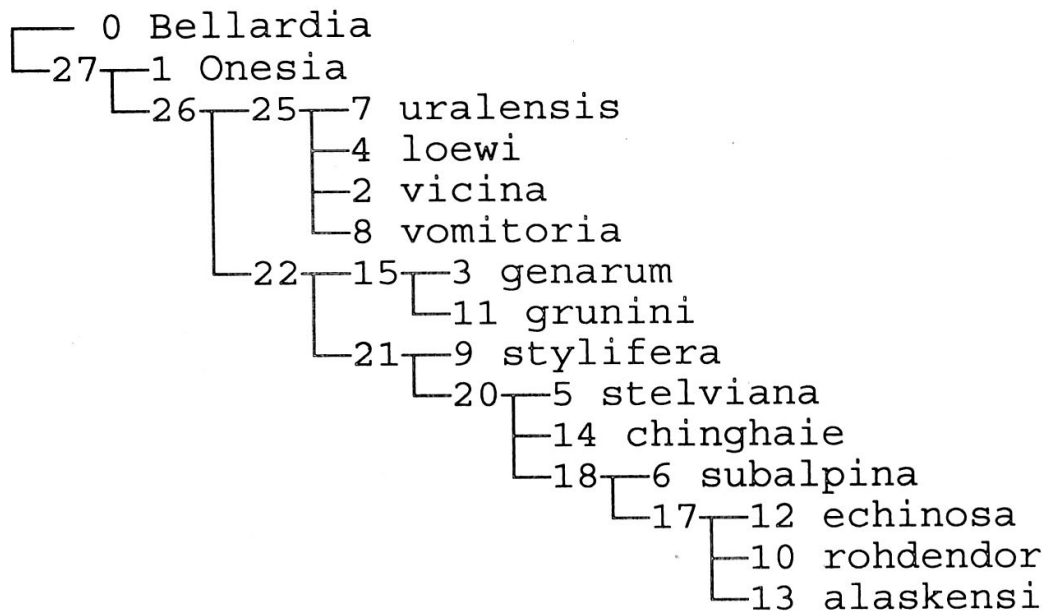 0 Bellardia
27 1 Onesia
26 25 7 uralensis
4 loewi
2 vicina
8 vomitoria
22 15 3 genarum
11 grunini
21 9 stylifera
20 5 stelviana
14 chinghaie
18 6 subalpina
17 12 echinosa
10 rohdendor
13 alaskensi